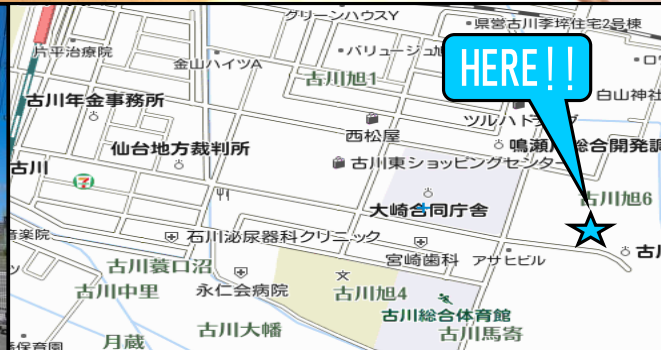 グリーンハウスY
県営古川李埣住宅2号棟
片平治療院
バリュージュ旭
金山ハイツA
HERE!!
古川旭1
白山神社
古川年金事務所
ツルハドラッグ
西松屋
仙台地方裁判所
鳴瀬川総合開発調
古川東ショッピングセンター
古川
大崎合同庁舎
古川旭6
音楽院
石川泌尿器科クリニック
宮崎歯科
アサヒビル
古川蓑口沼
古川中里
永仁会病院
古川旭4
古川総合体育館
古川大幡
古川馬寄
月蔵
保育園